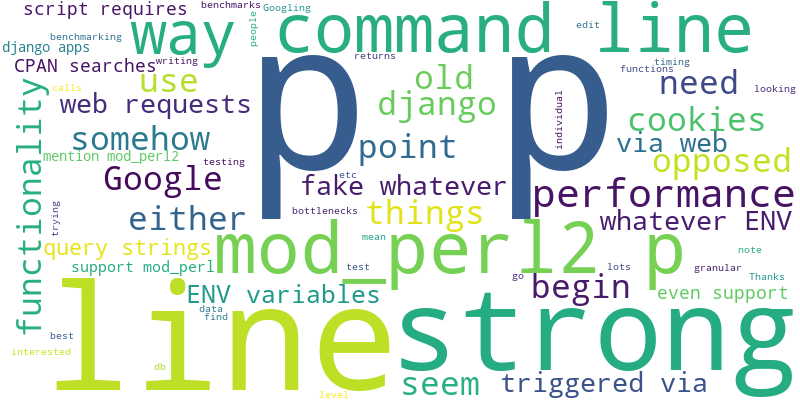 script requires
benchmarks
Googling
way
command line
people
edit
benchmarking
django apps
writing
returns
functions
timing
CPAN searches
p p
use
old
need
looking
calls
web requests
django
individual
cookies
functionality
somehow
point
via web
mention mod_perl2
testing
opposed
Google
etc
fake whatever
performance
trying
either
bottlenecks
things
whatever ENV
query strings
mod_perl2 p
mean
note
support mod_perl
test
lots
granular
Thanks
line
ENV variables
go
begin
even support
data
find
strong
best
interested
db
seem
triggered via
level